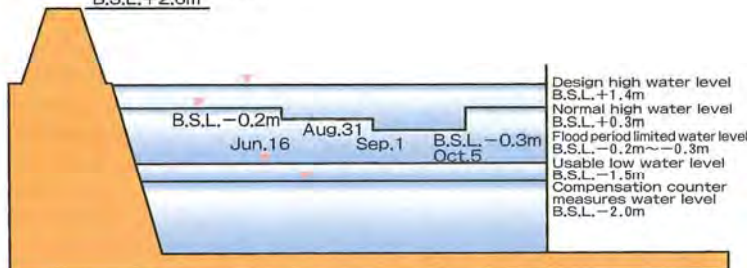 B.S.L.+2.6m
Design high water level
B.S.L.+1.4m
Normal high water level
B.S.L.+0.3m
Flood period limited water level
B.S.L.-0.2m~-0.3m
Usable low water level
B.S.L.-1.5m
Compensation counter
measures water level
B.S.L.-2.0m
B.S.L.-0.2m
Jun.16
Aug.31
Sep.1
B.S.L.-0.3m
Oct.5